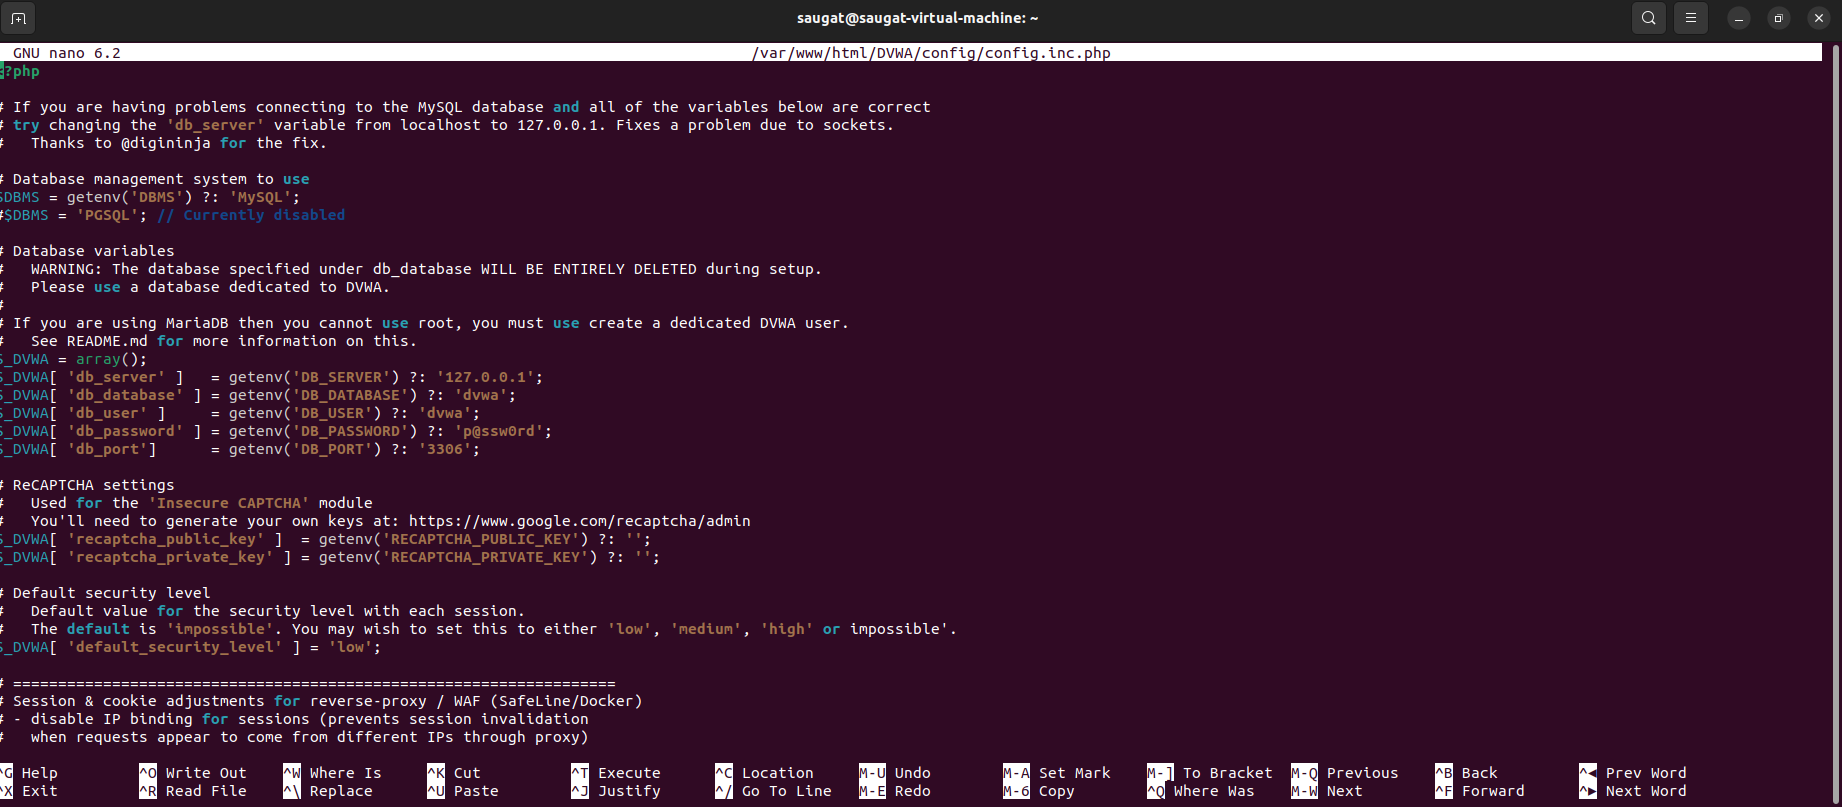 saugat@saugat-virtual-machine: ~
GNU nano 6.2 /var/www/html/DVWA/config/config.inc.php
<?php
# If you are having problems connecting to the MySQL database and all of the variables below are correct
# try changing the 'db_server' variable from localhost to 127.0.0.1. Fixes a problem due to sockets.
#   Thanks to @digininja for the fix.
# Database management system to use
$DBMS = getenv('DBMS') ?: 'MySQL';
#$DBMS = 'PGSQL'; // Currently disabled
# Database variables
#   WARNING: The database specified under db_database WILL BE ENTIRELY DELETED during setup.
#   Please use a database dedicated to DVWA.
#
# If you are using MariaDB then you cannot use root, you must use create a dedicated DVWA user.
#   See README.md for more information on this.
$_DVWA = array();
$_DVWA[ 'db_server' ]   = getenv('DB_SERVER') ?: '127.0.0.1';
$_DVWA[ 'db_database' ] = getenv('DB_DATABASE') ?: 'dvwa';
$_DVWA[ 'db_user' ]     = getenv('DB_USER') ?: 'dvwa';
$_DVWA[ 'db_password' ] = getenv('DB_PASSWORD') ?: 'p@ssw0rd';
$_DVWA[ 'db_port']      = getenv('DB_PORT') ?: '3306';
# ReCAPTCHA settings
#   Used for the 'Insecure CAPTCHA' module
#   You'll need to generate your own keys at: https://www.google.com/recaptcha/admin
$_DVWA[ 'recaptcha_public_key' ]  = getenv('RECAPTCHA_PUBLIC_KEY') ?: '';
$_DVWA[ 'recaptcha_private_key' ] = getenv('RECAPTCHA_PRIVATE_KEY') ?: '';
# Default security level
#   Default value for the security level with each session.
#   The default is 'impossible'. You may wish to set this to either 'low', 'medium', 'high' or impossible'.
$_DVWA[ 'default_security_level' ] = 'low';
# ===================================================================
# Session & cookie adjustments for reverse-proxy / WAF (SafeLine/Docker)
# - disable IP binding for sessions (prevents session invalidation
#   when requests appear to come from different IPs through proxy)
^G Help ^O Write Out ^W Where Is ^K Cut ^T Execute ^C Location M-U Undo M-A Set Mark M-] To Bracket M-Q Previous ^B Back ^◄ Prev Word
^X Exit ^R Read File ^\ Replace ^U Paste ^J Justify ^/ Go To Line M-E Redo M-6 Copy ^Q Where Was M-W Next ^F Forward ^► Next Word